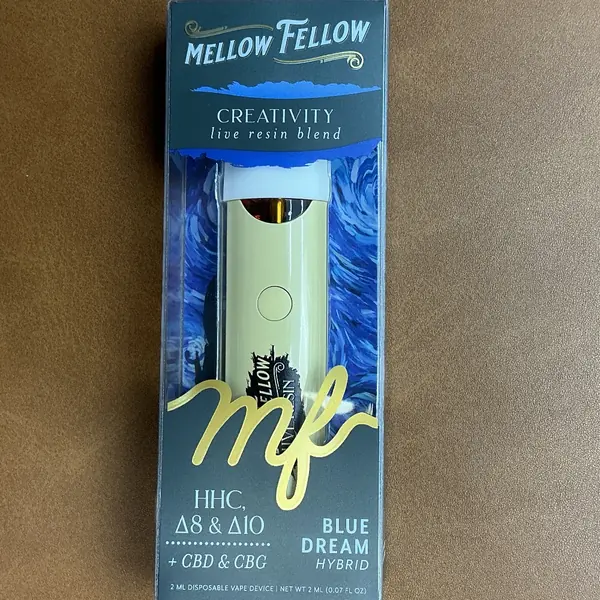 MELLOW FELLOW
CREATIVITY
live resin blend
FELLOW
mf
HHC,
Δ8 & Δ10
+ CBD & CBG
BLUE
DREAM
HYBRID
2 ML DISPOSABLE VAPE DEVICE | NET WT 2 ML (0.07 FL OZ)